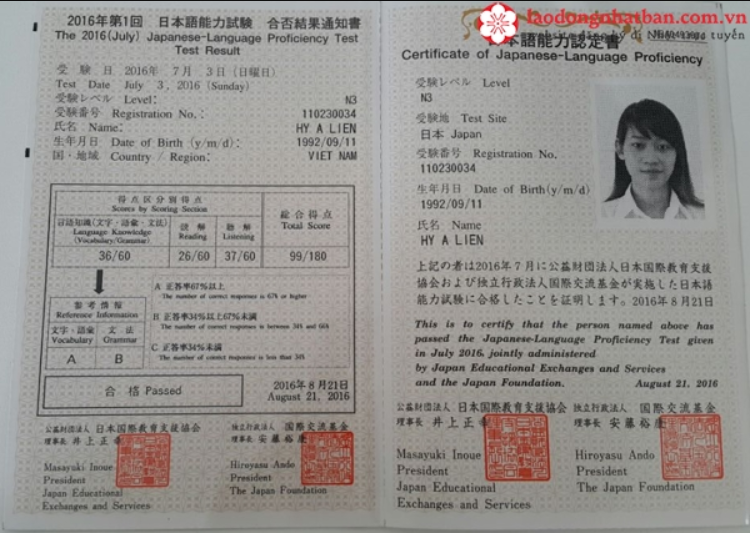 2016年第1回 日本語能力試験 合否結果通知書
The 2016(July) Japanese-Language Proficiency Test
Test Result
受 験 日 2016年 7月 3日(日曜日)
Test Date July 3, 2016 (Sunday)
受験レベル Level: N3
受験番号 Registration No.: 110230034
氏名 Name: HY A LIEN
生年月日 Date of Birth (y/m/d): 1992/09/11
国・地域 Country / Region: VIET NAM
得点区分別得点
Scores by Scoring Section
総合得点
Total Score
言語知識(文字・語彙・文法)
Language Knowledge
(Vocabulary/Grammar)
読 解
Reading
聴 解
Listening
36/60 26/60 37/60 99/180
参考情報
Reference Information
文字・語彙
Vocabulary
文 法
Grammar
A B
A 正答率67%以上
The number of correct responses is 67% or higher
B 正答率34%以上67%未満
The number of correct responses is between 34% and 66%
C 正答率34%未満
The number of correct responses is less than 34%
合 格 Passed
2016年8月21日
August 21, 2016
公益財団法人 日本国際教育支援協会
理事長 井上正幸
Masayuki Inoue
President
Japan Educational
Exchanges and Services
独立行政法人 国際交流基金
理事長 安藤裕康
Hiroyasu Ando
President
The Japan Foundation
laodongnhatban.com.vn
本語能力認定書
Certificate of Japanese-Language Proficiency
受験レベル Level
N3
受験地 Test Site
日本 Japan
受験番号 Registration No.
110230034
生年月日 Date of Birth(y/m/d)
1992/09/11
氏名 Name
HY A LIEN
上記の者は2016年7月に公益財団法人日本国際教育支援
協会および独立行政法人国際交流基金が実施した日本語
能力試験に合格したことを証明します。2016年8月21日
This is to certify that the person named above has
passed the Japanese-Language Proficiency Test given
in July 2016, jointly administered
by Japan Educational Exchanges and Services
and the Japan Foundation. August 21, 2016
公益財団法人 日本国際教育支援協会
理事長 井上正幸
Masayuki Inoue
President
Japan Educational
Exchanges and Services
独立行政法人 国際交流基金
理事長 安藤裕康
Hiroyasu Ando
President
The Japan Foundation